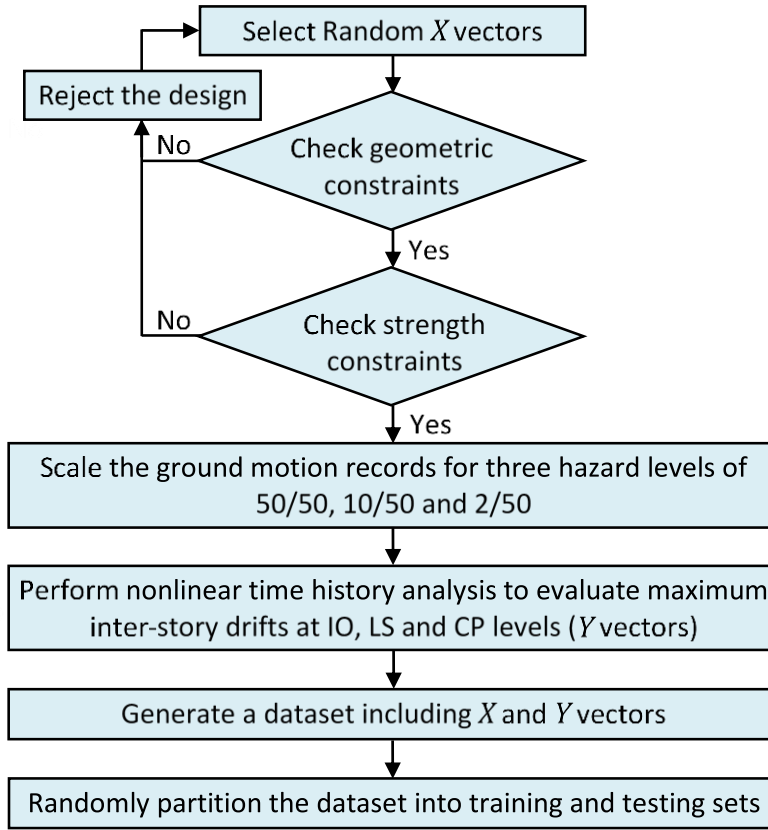 Select Random X vectors
Reject the design
No
Check geometric
constraints
Yes
No
Check strength
constraints
Yes
Scale the ground motion records for three hazard levels of
50/50, 10/50 and 2/50
Perform nonlinear time history analysis to evaluate maximum
inter-story drifts at IO, LS and CP levels (Y vectors)
Generate a dataset including X and Y vectors
Randomly partition the dataset into training and testing sets